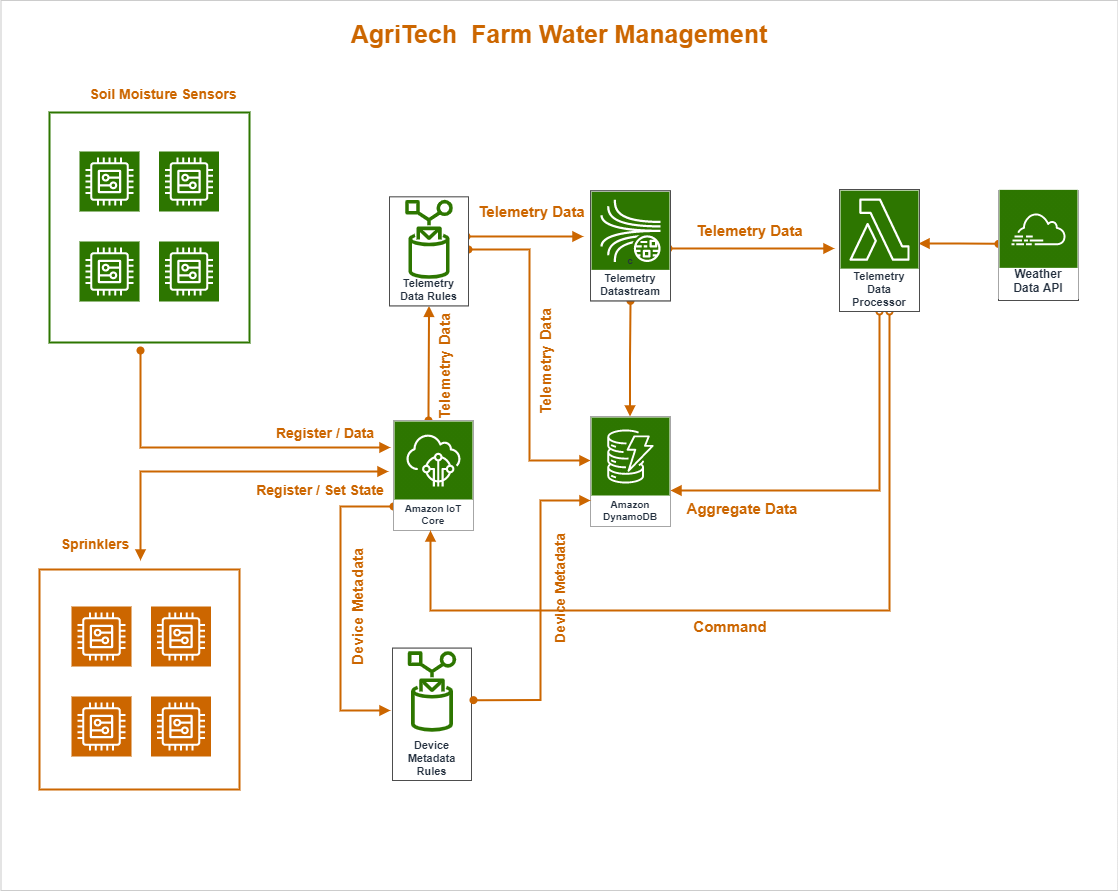 AgriTech  Farm Water Management
Soil Moisture Sensors
Telemetry
Data Rules
Telemetry Data
Telemetry
Datastream
Telemetry Data
Telemetry
Data
Processor
Weather
Data API
Telemetry Data
Telemetry Data
Register / Data
Register / Set State
Amazon IoT
Core
Amazon
DynamoDB
Aggregate Data
Sprinklers
Device Metadata
Device Metadata
Command
Device
Metadata
Rules